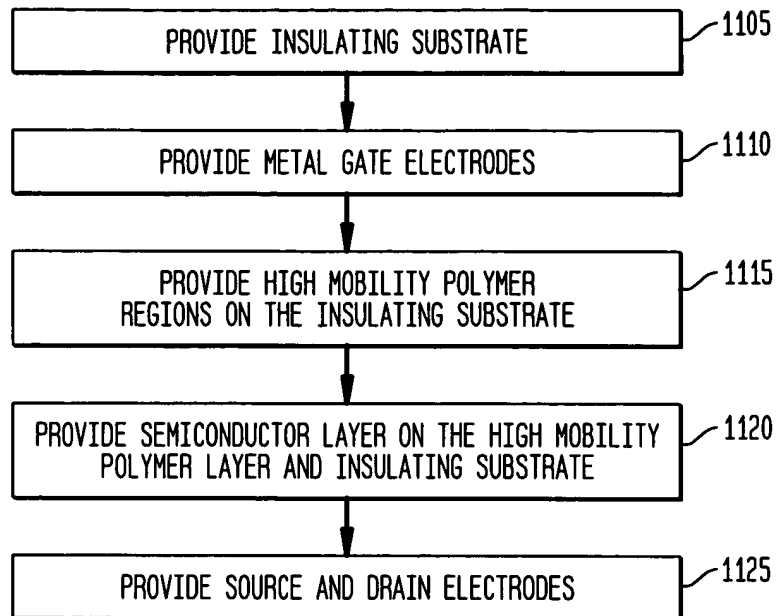 PROVIDE INSULATING SUBSTRATE
1105
PROVIDE METAL GATE ELECTRODES
1110
PROVIDE HIGH MOBILITY POLYMER
REGIONS ON THE INSULATING SUBSTRATE
1115
PROVIDE SEMICONDUCTOR LAYER ON THE HIGH MOBILITY
POLYMER LAYER AND INSULATING SUBSTRATE
1120
PROVIDE SOURCE AND DRAIN ELECTRODES
1125